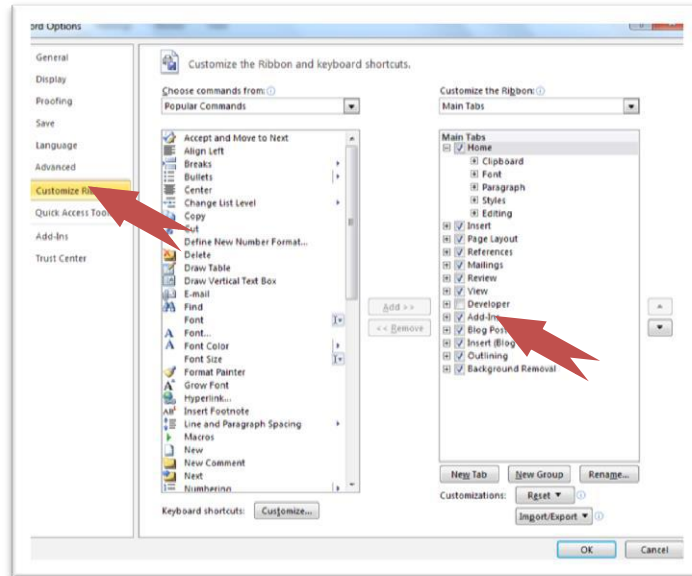 ord Options
General
Display
Proofing
Save
Language
Advanced
Customize Ri
Quick Access Tool
Add-Ins
Trust Center
Customize the Ribbon and keyboard shortcuts.
Choose commands from:
Popular Commands
Accept and Move to Next
Align Left
Breaks
Bullets
Center
Change List Level
Copy
Cut
Define New Number Format...
Delete
Draw Table
Draw Vertical Text Box
E-mail
Find
Font
Font...
Font Color
Font Size
Format Painter
Grow Font
Hyperlink...
Insert Footnote
Line and Paragraph Spacing
Macros
New
New Comment
Next
Numbering
Keyboard shortcuts: Customize...
Add >>
<< Remove
Customize the Ribbon:
Main Tabs
Main Tabs
Home
Clipboard
Font
Paragraph
Styles
Editing
Insert
Page Layout
References
Mailings
Review
View
Developer
Add-Ins
Blog Pos
Insert (Blog
Outlining
Background Removal
New Tab New Group Rename...
Customizations: Reset
Import/Export
OK Cancel